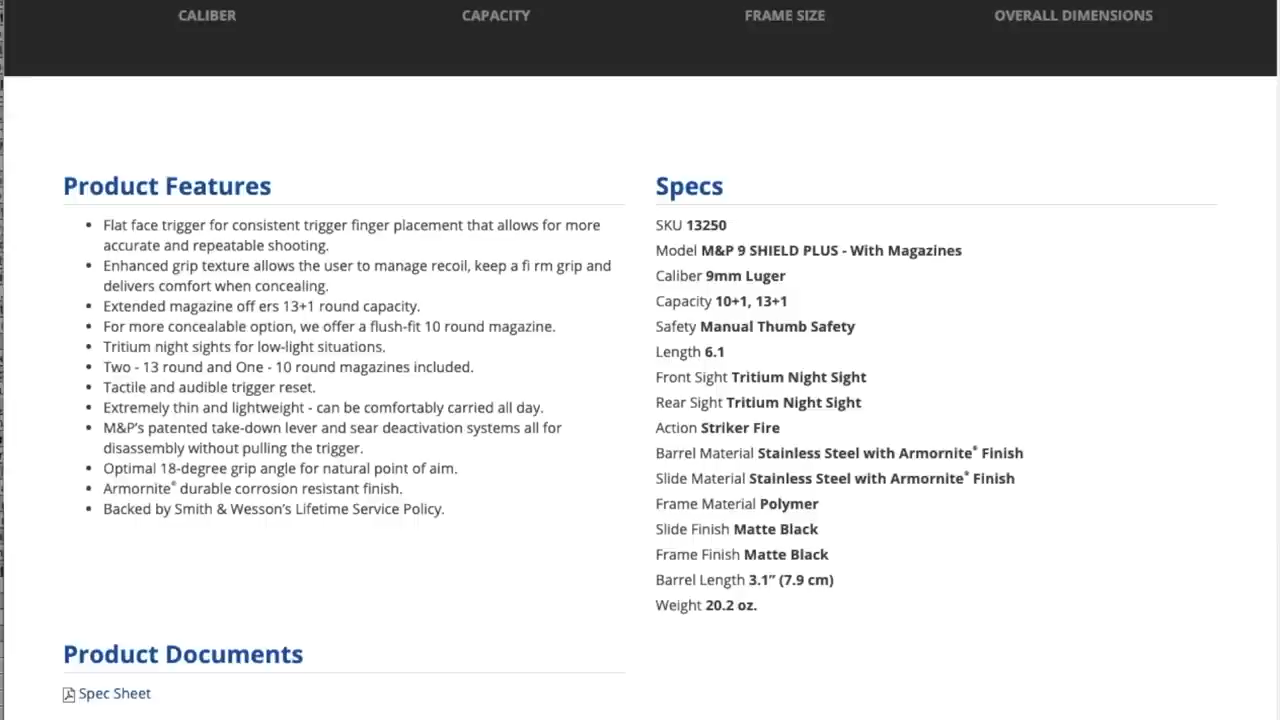 CALIBER
CAPACITY
FRAME SIZE
OVERALL DIMENSIONS
Product Features
Flat face trigger for consistent trigger finger placement that allows for more
accurate and repeatable shooting.
Enhanced grip texture allows the user to manage recoil, keep a fi rm grip and
delivers comfort when concealing.
Extended magazine off ers 13+1 round capacity.
For more concealable option, we offer a flush-fit 10 round magazine.
Tritium night sights for low-light situations.
Two - 13 round and One - 10 round magazines included.
Tactile and audible trigger reset.
Extremely thin and lightweight - can be comfortably carried all day.
M&P's patented take-down lever and sear deactivation systems all for
disassembly without pulling the trigger.
Optimal 18-degree grip angle for natural point of aim.
Armornite® durable corrosion resistant finish.
Backed by Smith & Wesson's Lifetime Service Policy.
Specs
SKU 13250
Model M&P 9 SHIELD PLUS - With Magazines
Caliber 9mm Luger
Capacity 10+1, 13+1
Safety Manual Thumb Safety
Length 6.1
Front Sight Tritium Night Sight
Rear Sight Tritium Night Sight
Action Striker Fire
Barrel Material Stainless Steel with Armornite® Finish
Slide Material Stainless Steel with Armornite® Finish
Frame Material Polymer
Slide Finish Matte Black
Frame Finish Matte Black
Barrel Length 3.1” (7.9 cm)
Weight 20.2 oz.
Product Documents
Spec Sheet